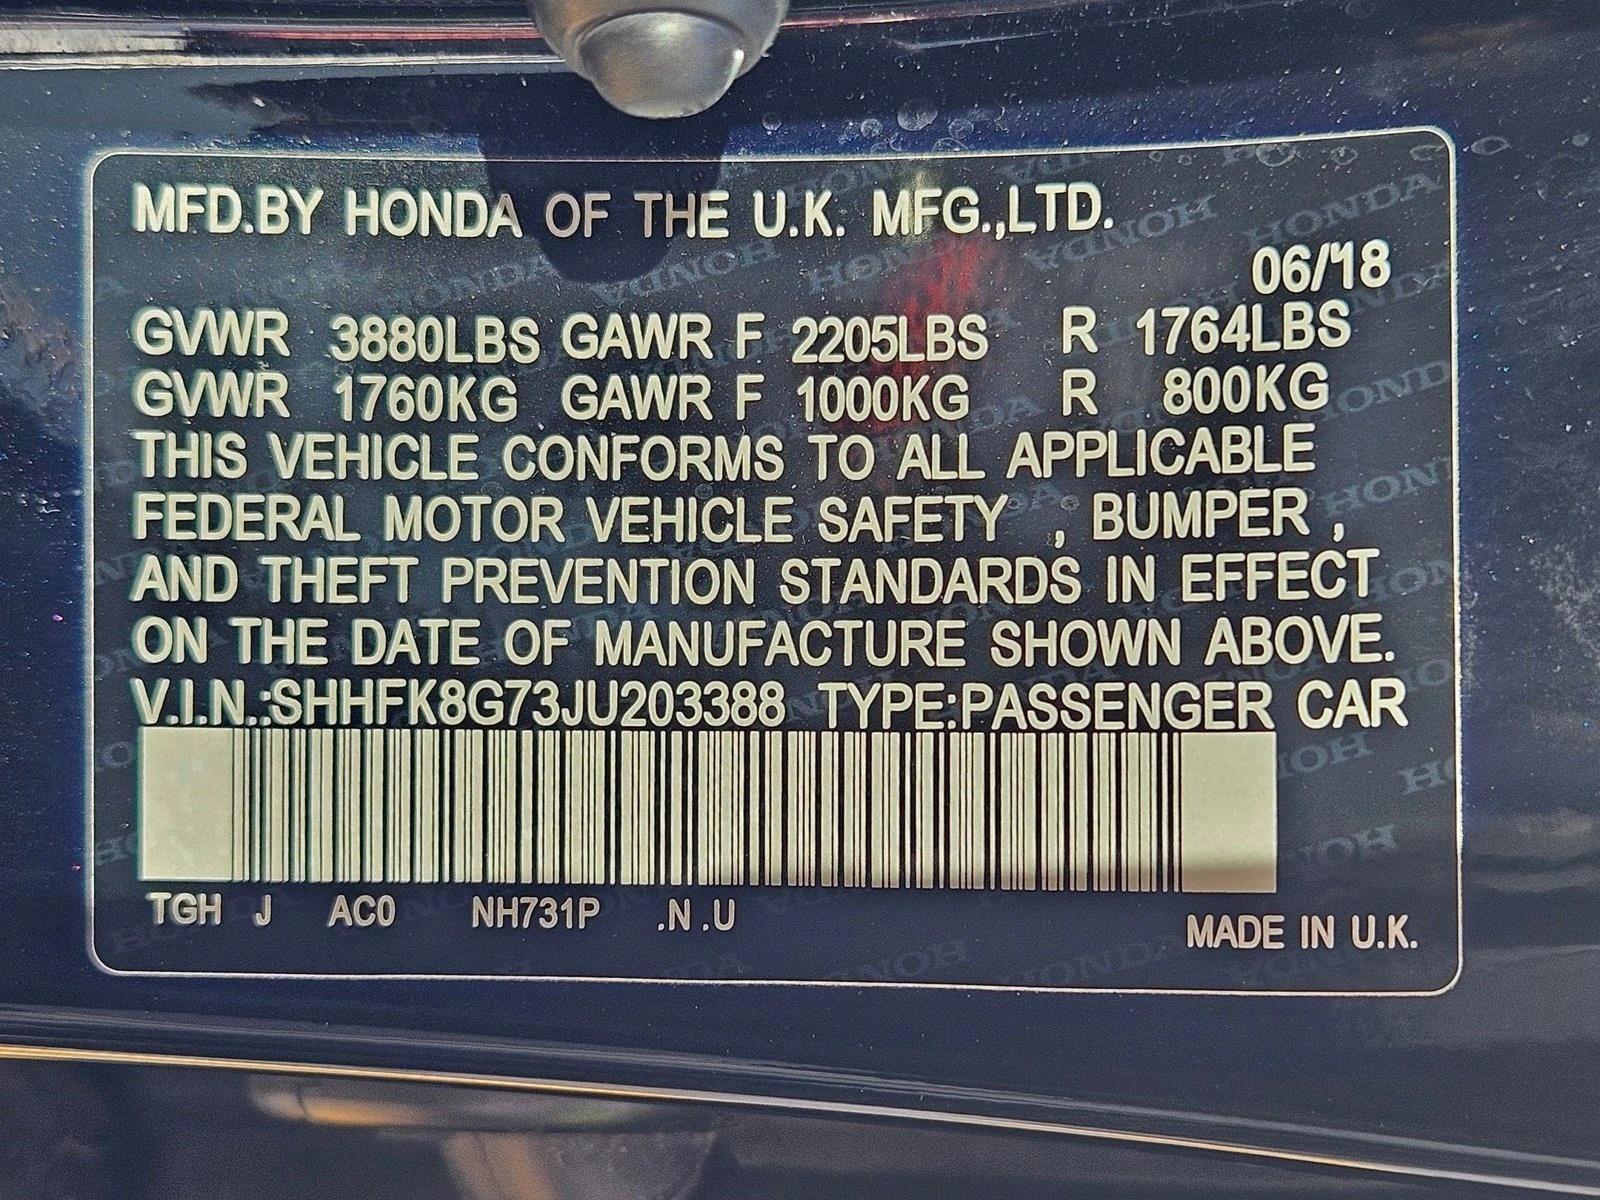 MFD.BY HONDA OF THE U.K. MFG.,LTD.
06/18
GVWR 3880LBS GAWR F 2205LBS R 1764LBS
GVWR 1760KG GAWR F 1000KG R 800KG
THIS VEHICLE CONFORMS TO ALL APPLICABLE
FEDERAL MOTOR VEHICLE SAFETY , BUMPER ,
AND THEFT PREVENTION STANDARDS IN EFFECT
ON THE DATE OF MANUFACTURE SHOWN ABOVE.
V.I.N.:SHHFK8G73JU203388 TYPE:PASSENGER CAR
TGH J AC0 NH731P .N .U
MADE IN U.K.